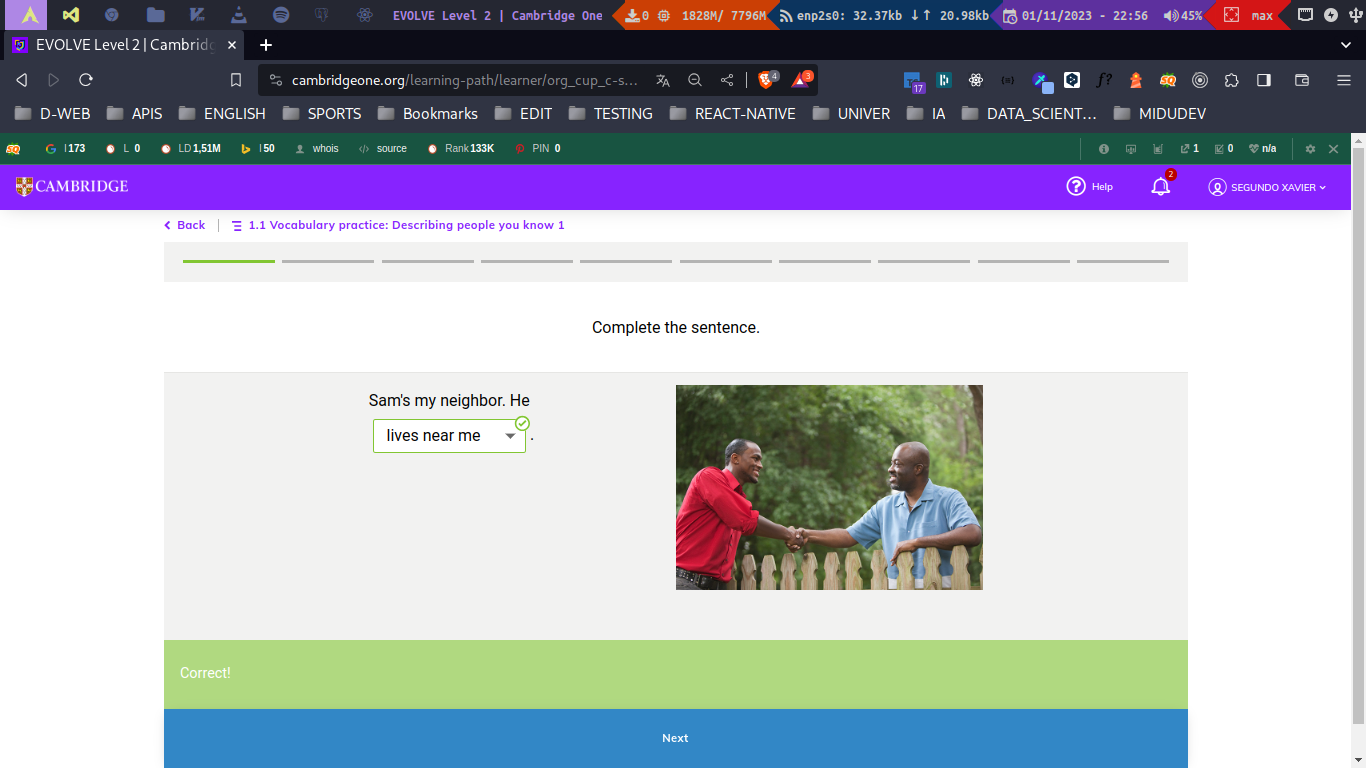 EVOLVE Level 2 | Cambridge One
0 1828M/ 7796M
enp2s0: 32.37kb ↓↑ 20.98kb
01/11/2023 - 22:56
45%
max
EVOLVE Level 2 | Cambridg
cambridgeone.org/learning-path/learner/org_cup_c-s...
4
3
17
f?
D-WEB
APIS
ENGLISH
SPORTS
Bookmarks
EDIT
TESTING
REACT-NATIVE
UNIVER
IA
DATA_SCIENT...
MIDUDEV
SQ
I 173
L 0
LD 1,51M
I 50
whois
source
Rank 133K
PIN 0
1
0
n/a
CAMBRIDGE
Help
2
SEGUNDO XAVIER
Back
1.1 Vocabulary practice: Describing people you know 1
Complete the sentence.
Sam's my neighbor. He
lives near me .
Correct!
Next